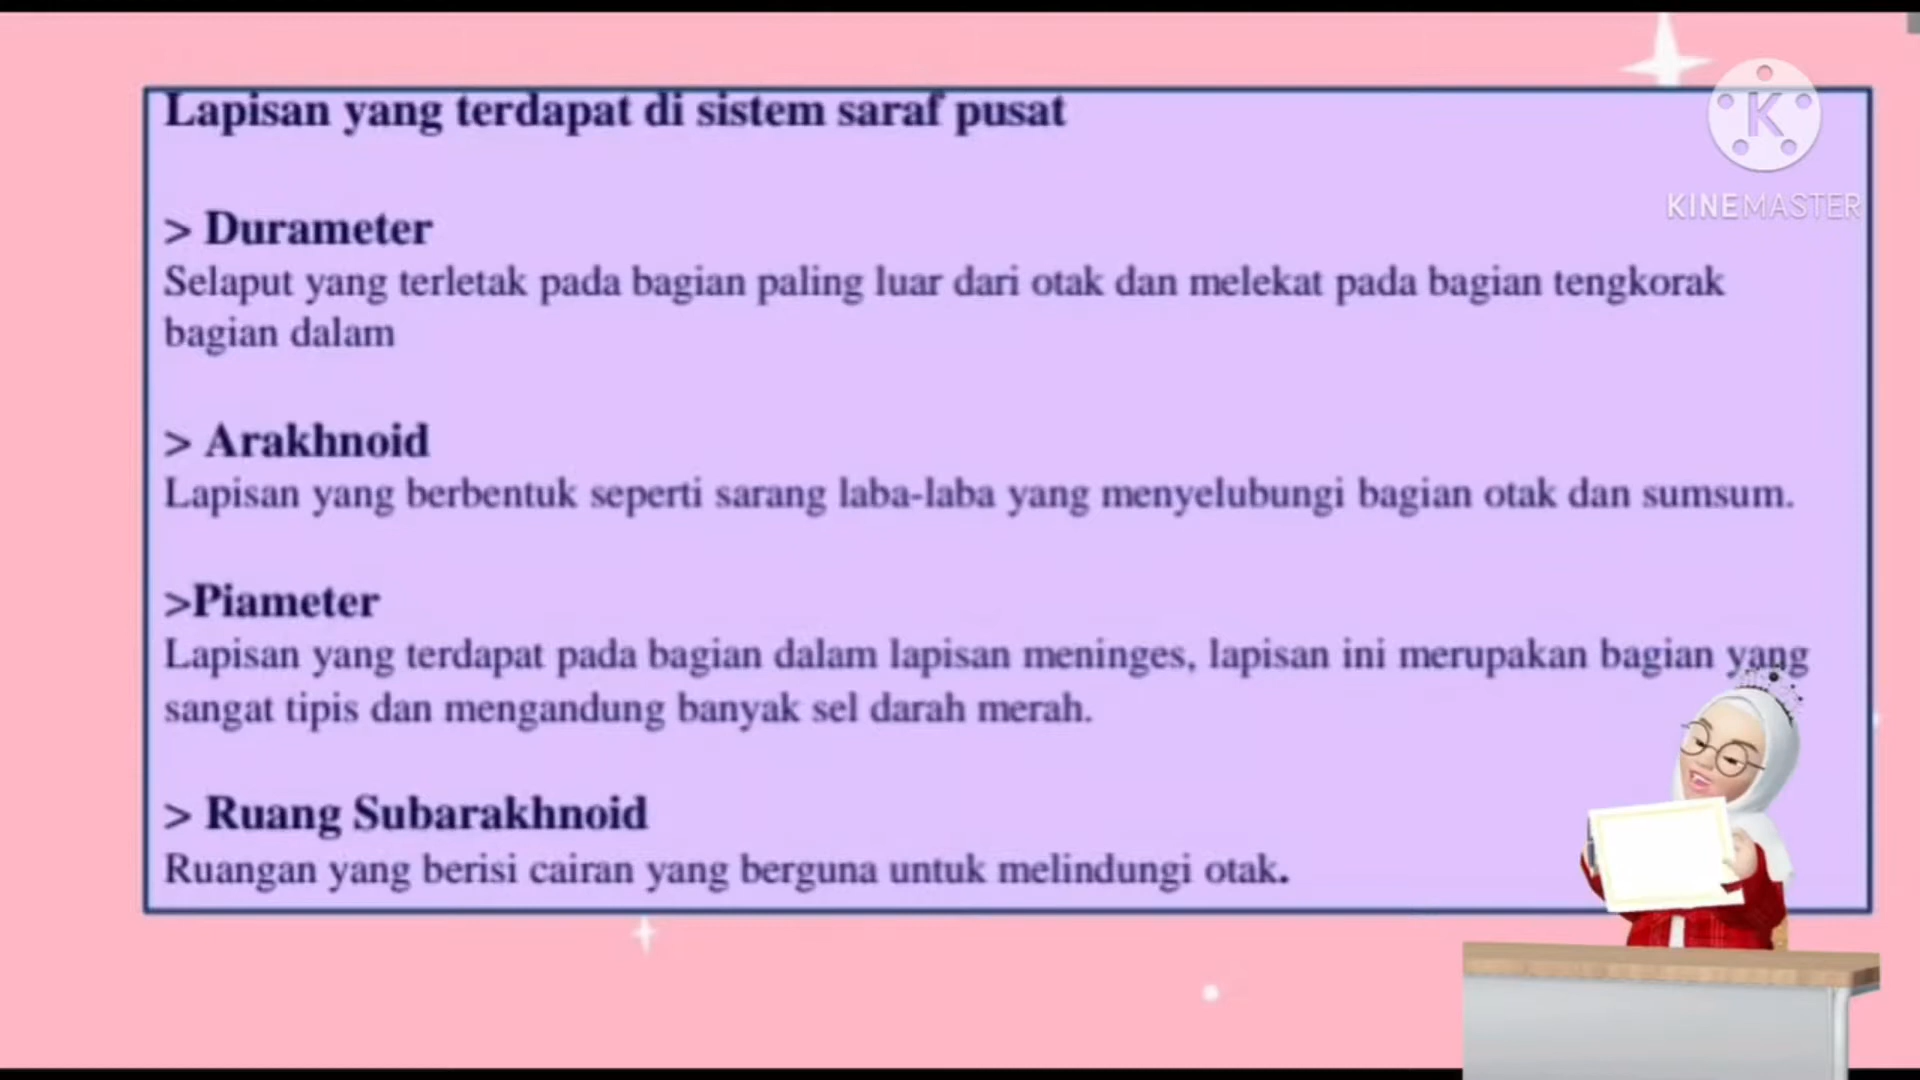 Lapisan yang terdapat di sistem saraf pusat
> Durameter
Selaput yang terletak pada bagian paling luar dari otak dan melekat pada bagian tengkorak
bagian dalam
> Arakhnoid
Lapisan yang berbentuk seperti sarang laba-laba yang menyelubungi bagian otak dan sumsum.
>Piameter
Lapisan yang terdapat pada bagian dalam lapisan meninges, lapisan ini merupakan bagian yang
sangat tipis dan mengandung banyak sel darah merah.
> Ruang Subarakhnoid
Ruangan yang berisi cairan yang berguna untuk melindungi otak.
K
KINEMASTER